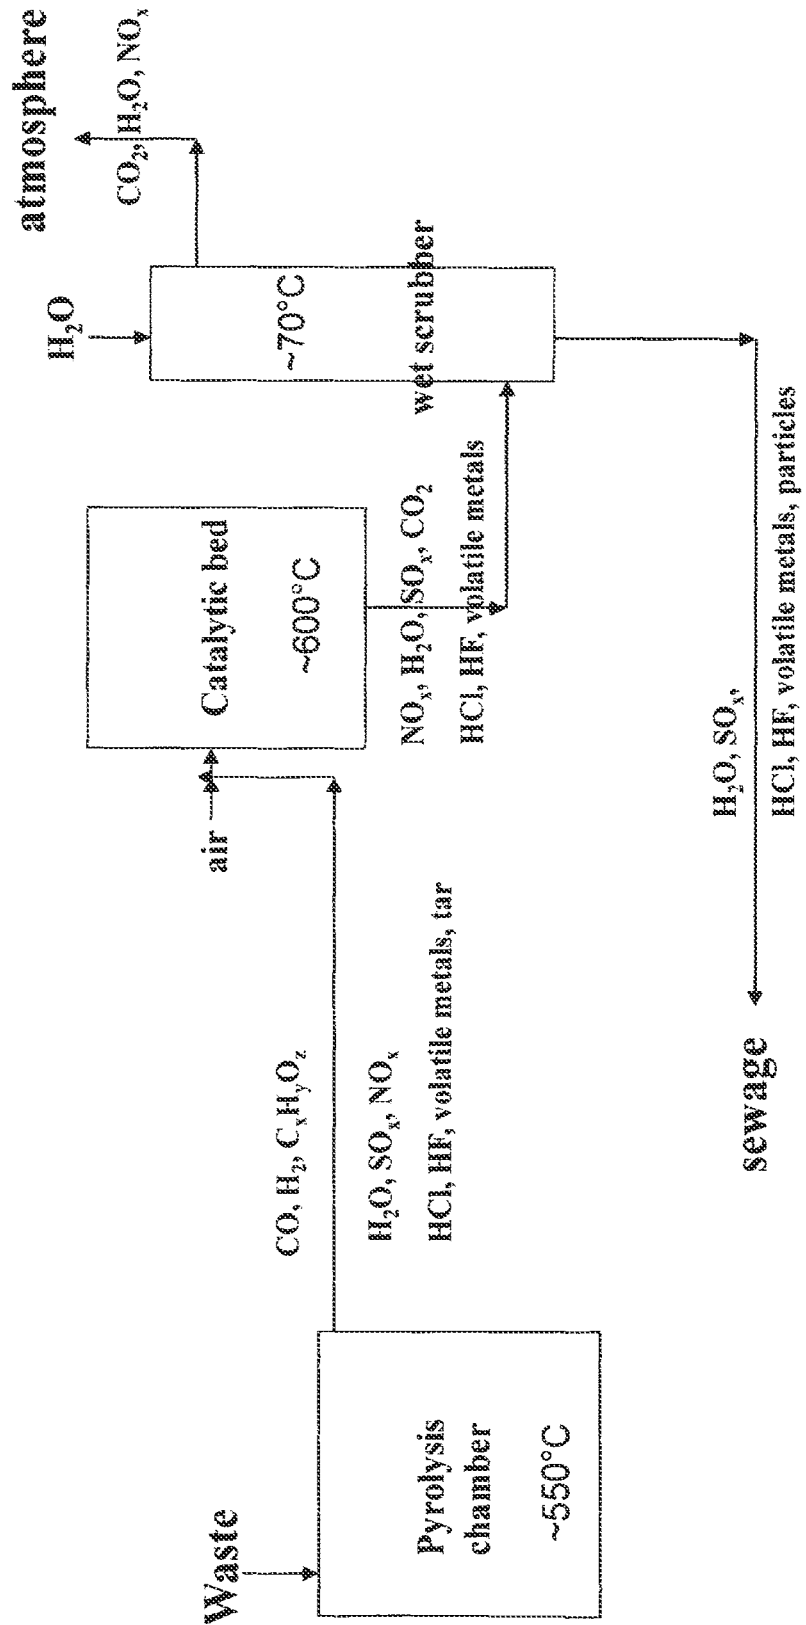 Waste
Pyrolysis
chamber
~550°C
CO, H₂, CₓHᵧO_z
H₂O, SOₓ, NOₓ
HCl, HF, volatile metals, tar
air
Catalytic bed
~600°C
NOₓ, H₂O, SOₓ, CO₂
HCl, HF, volatile metals
H₂O
~70°C
wet scrubber
atmosphere
CO₂, H₂O, NOₓ
H₂O, SOₓ,
HCl, HF, volatile metals, particles
sewage